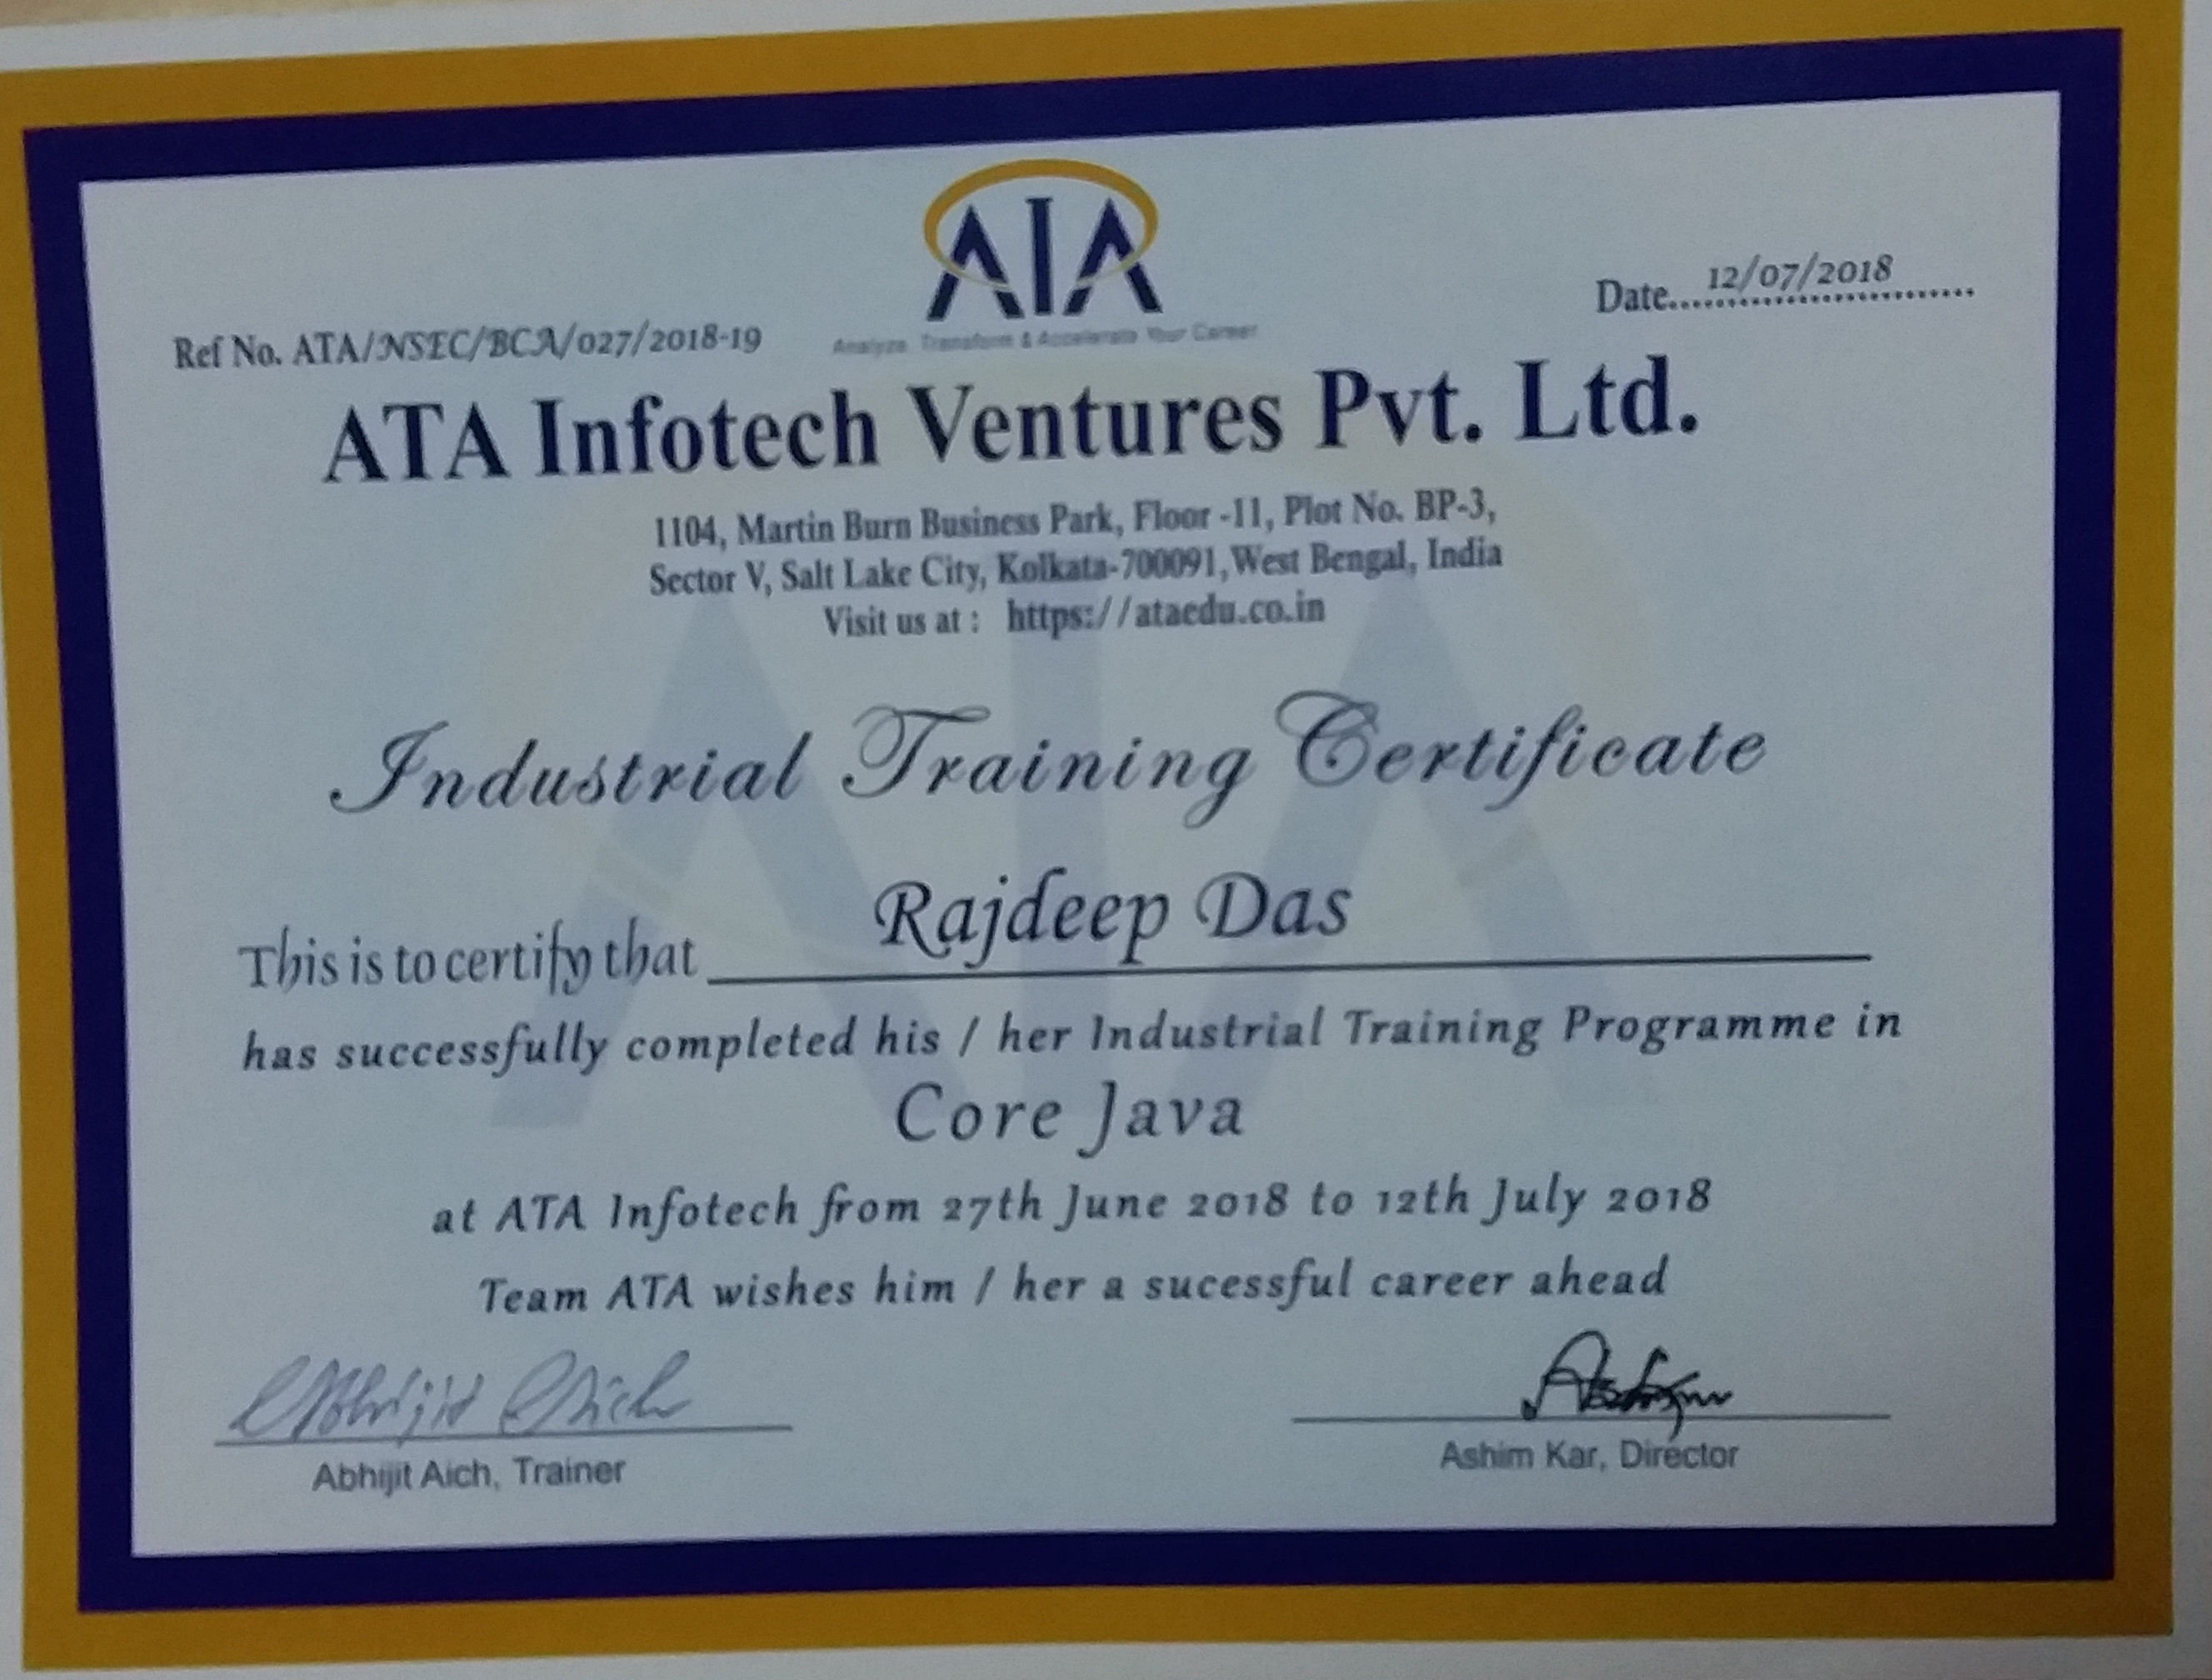 ATA
Analyze Transform & Accelerate Your Career
Date 12/07/2018
Ref No. ATA/NSEC/BCA/027/2018-19
ATA Infotech Ventures Pvt. Ltd.
1104, Martin Burn Business Park, Floor -11, Plot No. BP-3,
Sector V, Salt Lake City, Kolkata-700091, West Bengal, India
Visit us at : https://ataedu.co.in
Industrial Training Certificate
This is to certify that Rajdeep Das
has successfully completed his / her Industrial Training Programme in
Core Java
at ATA Infotech from 27th June 2018 to 12th July 2018
Team ATA wishes him / her a sucessful career ahead
Abhijit Aich
Abhijit Aich, Trainer
Ashim Kar, Director